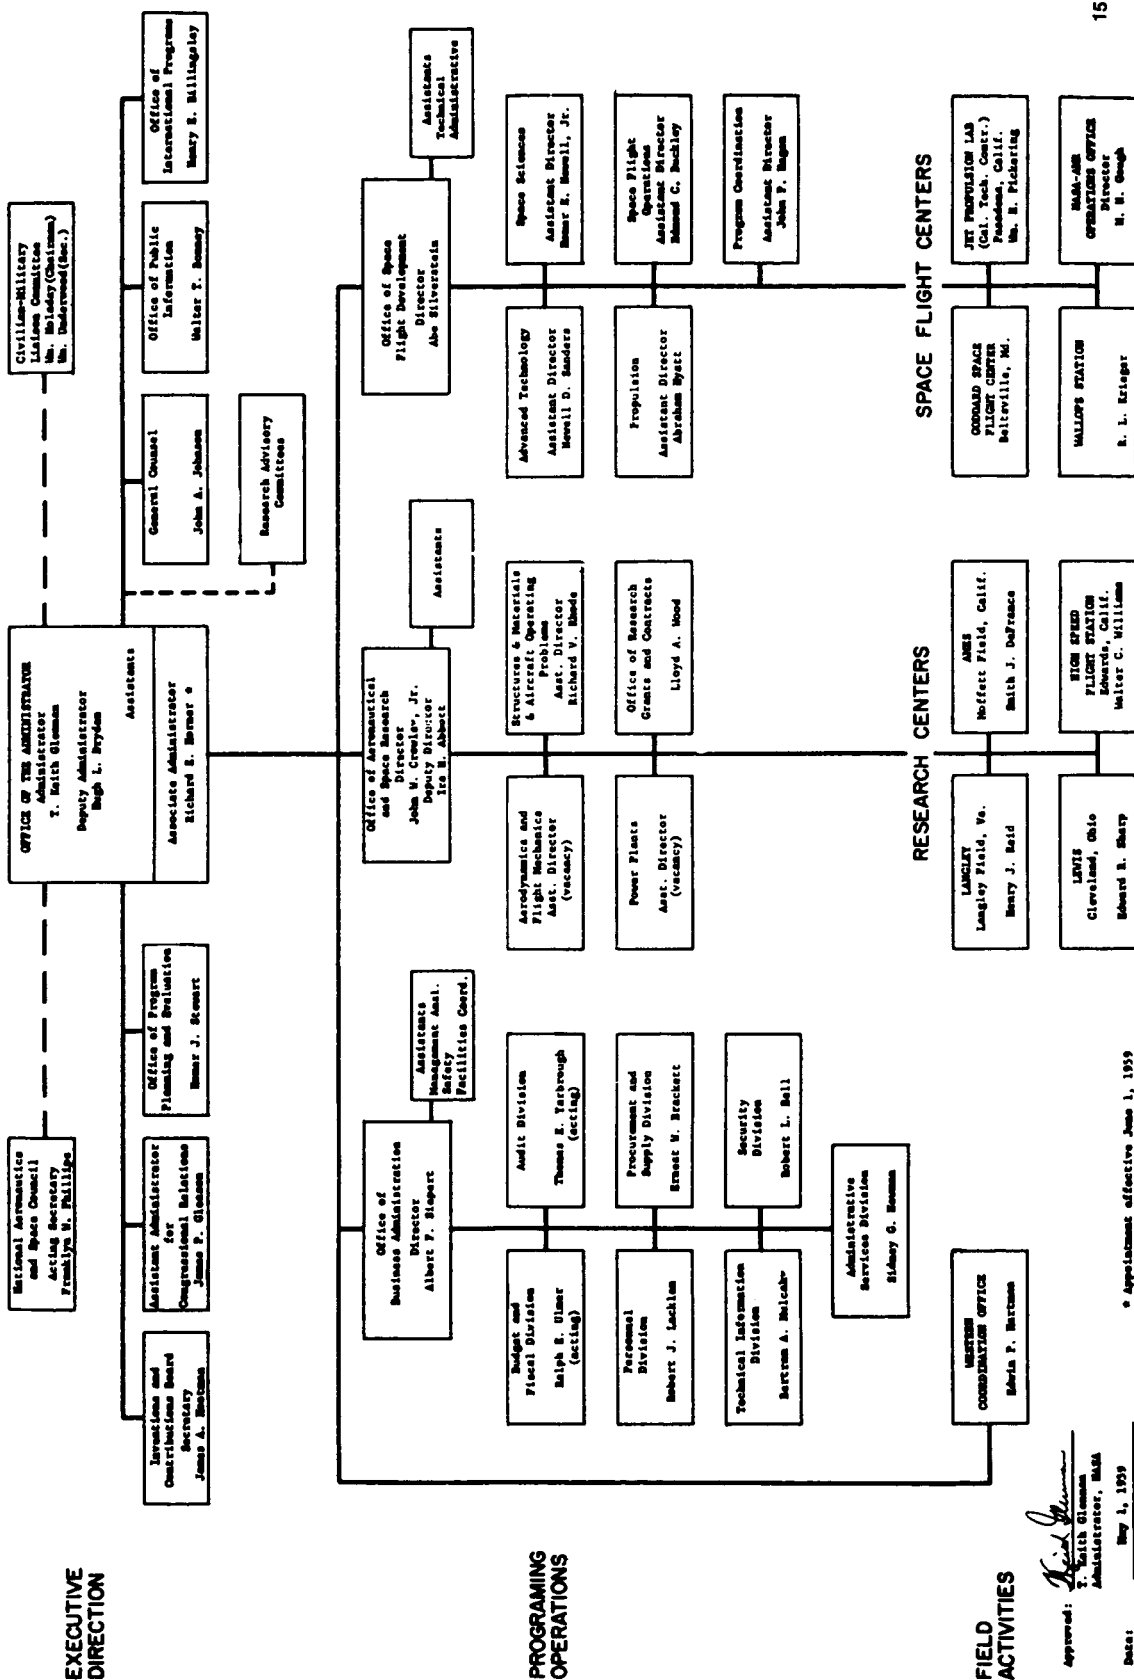 EXECUTIVE
DIRECTION
National Aeronautics
and Space Council
Acting Secretary
Franklyn W. Phillips
OFFICE OF THE ADMINISTRATOR
Administrator
T. Keith Glennan
Deputy Administrator
Hugh L. Dryden
Assistants
Associate Administrator
Richard E. Horner *
Civilian-Military
Liaison Committee
Wm. Holaday (Chairman)
Wm. Underwood (Sec.)
Inventions and
Contributions Board
Secretary
James A. Hootman
Assistant Administrator
for
Congressional Relations
James P. Gleason
Office of Program
Planning and Evaluation
Homer J. Stewart
General Counsel
John A. Johnson
Office of Public
Information
Walter T. Bonney
Office of
International Programs
Henry E. Billingsley
Research Advisory
Committees
PROGRAMING
OPERATIONS
Office of
Business Administration
Director
Albert F. Siepert
Assistants
Management Anal.
Safety
Facilities Coord.
Office of Aeronautical
and Space Research
Director
John W. Crowley, Jr.
Deputy Director
Ira H. Abbott
Assistants
Office of Space
Flight Development
Director
Abe Silverstein
Assistants
Technical
Administrative
Budget and
Fiscal Division
Ralph E. Ulmer
(acting)
Audit Division
Thomas E. Yarbrough
(acting)
Personnel
Division
Robert J. Lacklen
Procurement and
Supply Division
Ernest W. Brackett
Technical Information
Division
Bertram A. Mulcahy
Security
Division
Robert L. Bell
Administrative
Services Division
Sidney G. Newman
Aerodynamics and
Flight Mechanics
Asst. Director
(vacancy)
Structures & Materials
& Aircraft Operating
Problems
Asst. Director
Richard V. Rhode
Power Plants
Asst. Director
(vacancy)
Office of Research
Grants and Contracts
Lloyd A. Wood
Advanced Technology
Assistant Director
Newell D. Sanders
Space Sciences
Assistant Director
Homer E. Newell, Jr.
Propulsion
Assistant Director
Abraham Hyatt
Space Flight
Operations
Assistant Director
Edmond C. Buckley
Program Coordination
Assistant Director
John P. Hagen
FIELD
ACTIVITIES
WESTERN
COORDINATION OFFICE
Edwin P. Hartman
RESEARCH CENTERS
LANGLEY
Langley Field, Va.
Henry J. Reid
AMES
Moffett Field, Calif.
Smith J. DeFrance
LEWIS
Cleveland, Ohio
Edward R. Sharp
HIGH SPEED
FLIGHT STATION
Edwards, Calif.
Walter C. Williams
SPACE FLIGHT CENTERS
GODDARD SPACE
FLIGHT CENTER
Beltsville, Md.
JET PROPULSION LAB
(Cal. Tech. Contr.)
Pasadena, Calif.
Wm. H. Pickering
WALLOPS STATION
R. L. Krieger
NASA-AMR
OPERATIONS OFFICE
Director
M. N. Gough
Approved: T. Keith Glennan
T. Keith Glennan
Administrator, NASA
Date: May 1, 1959
* Appointment effective June 1, 1959
15